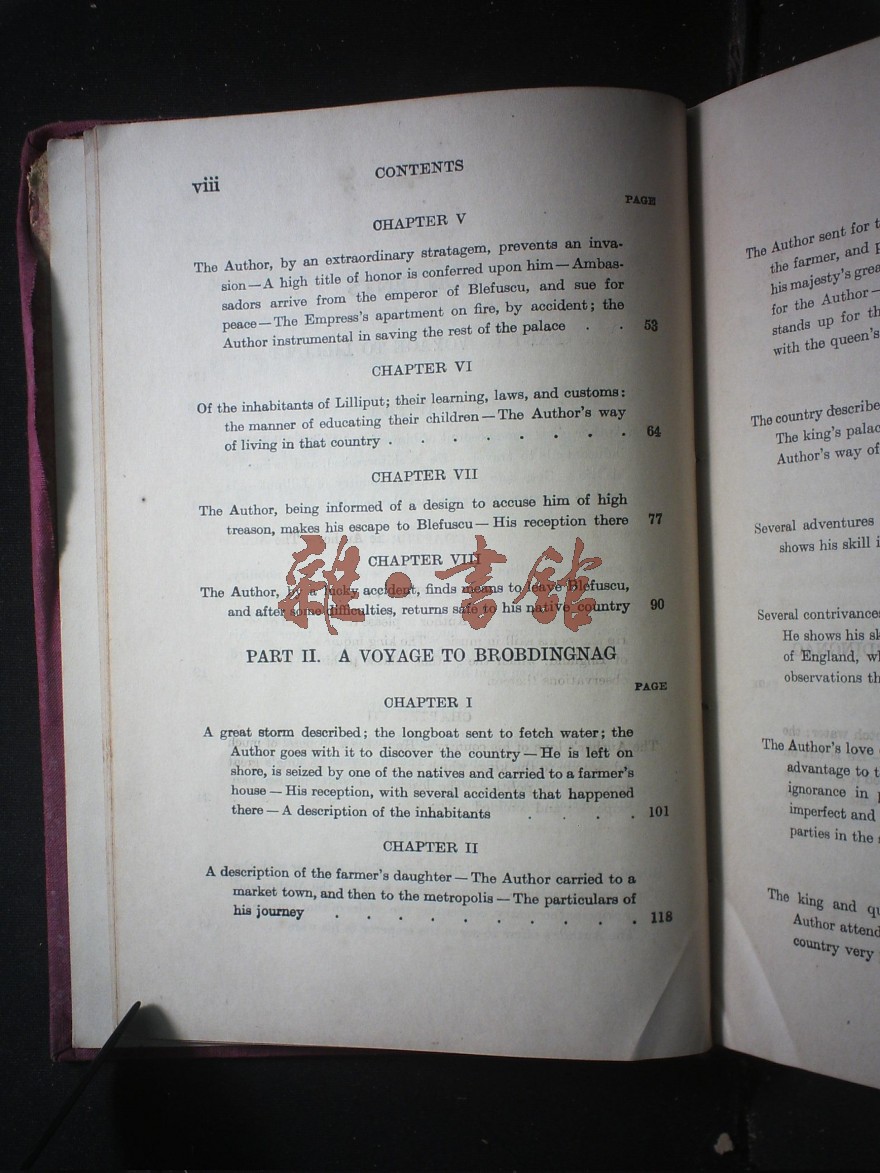 viii
CONTENTS
PAGE
CHAPTER V
The Author, by an extraordinary stratagem, prevents an inva-
sion—A high title of honor is conferred upon him—Ambas-
sadors arrive from the emperor of Blefuscu, and sue for
peace—The Empress's apartment on fire, by accident; the
Author instrumental in saving the rest of the palace . . 53
CHAPTER VI
Of the inhabitants of Lilliput; their learning, laws, and customs:
the manner of educating their children—The Author's way
of living in that country . . . . . . . . 64
CHAPTER VII
The Author, being informed of a design to accuse him of high
treason, makes his escape to Blefuscu—His reception there 77
CHAPTER VIII
The Author, by a lucky accident, finds means to leave Blefuscu,
and after some difficulties, returns safe to his native country 90
雜·書館
PART II. A VOYAGE TO BROBDINGNAG
PAGE
CHAPTER I
A great storm described; the longboat sent to fetch water; the
Author goes with it to discover the country—He is left on
shore, is seized by one of the natives and carried to a farmer's
house—His reception, with several accidents that happened
there—A description of the inhabitants . . . . 101
CHAPTER II
A description of the farmer's daughter—The Author carried to a
market town, and then to the metropolis—The particulars of
his journey . . . . . . . . 118
The Author sent for
the farmer, and
his majesty's
for the Author—
stands up for
with the queen's
The country
The king's
Author's way of
Several adventures
shows his skill
Several
He shows his
of England,
observations
The Author's love
advantage to
ignorance in
imperfect and
parties in the
The king and
Author
country very